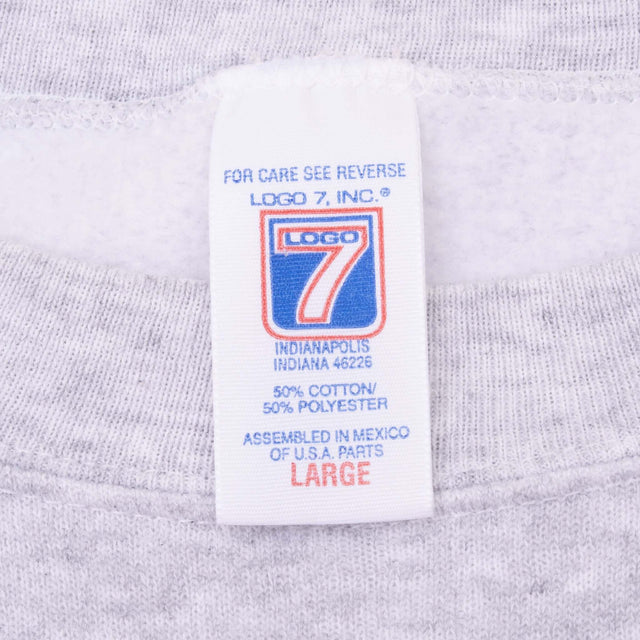 FOR CARE SEE REVERSE
LOGO 7, INC.®
LOGO
7
INDIANAPOLIS
INDIANA 46226
50% COTTON/
50% POLYESTER
ASSEMBLED IN MEXICO
OF U.S.A. PARTS
LARGE